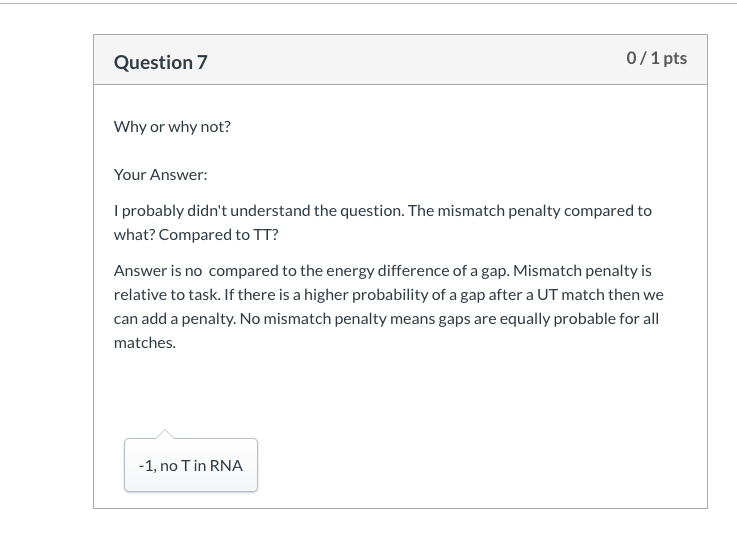 Question 7
0 / 1 pts
Why or why not?
Your Answer:
I probably didn't understand the question. The mismatch penalty compared to
what? Compared to TT?
Answer is no  compared to the energy difference of a gap. Mismatch penalty is
relative to task. If there is a higher probability of a gap after a UT match then we
can add a penalty. No mismatch penalty means gaps are equally probable for all
matches.
-1, no T in RNA